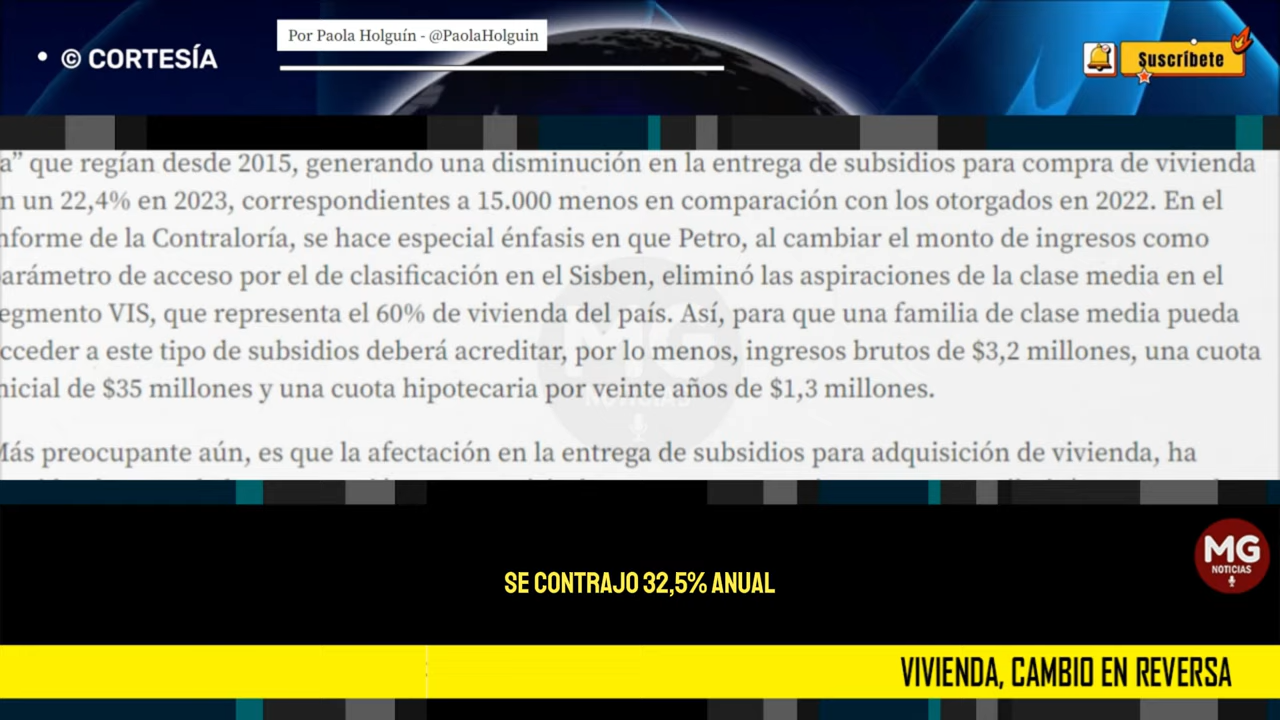 • © CORTESÍA
Por Paola Holguín - @PaolaHolguin
Suscríbete
a” que regían desde 2015, generando una disminución en la entrega de subsidios para compra de vivienda
n un 22,4% en 2023, correspondientes a 15.000 menos en comparación con los otorgados en 2022. En el
nforme de la Contraloría, se hace especial énfasis en que Petro, al cambiar el monto de ingresos como
arámetro de acceso por el de clasificación en el Sisben, eliminó las aspiraciones de la clase media en el
egmento VIS, que representa el 60% de vivienda del país. Así, para que una familia de clase media pueda
cceder a este tipo de subsidios deberá acreditar, por lo menos, ingresos brutos de $3,2 millones, una cuota
nicial de $35 millones y una cuota hipotecaria por veinte años de $1,3 millones.
Más preocupante aún, es que la afectación en la entrega de subsidios para adquisición de vivienda, ha
MG
NOTICIAS
SE CONTRAJO 32,5% ANUAL
MG
NOTICIAS
VIVIENDA, CAMBIO EN REVERSA